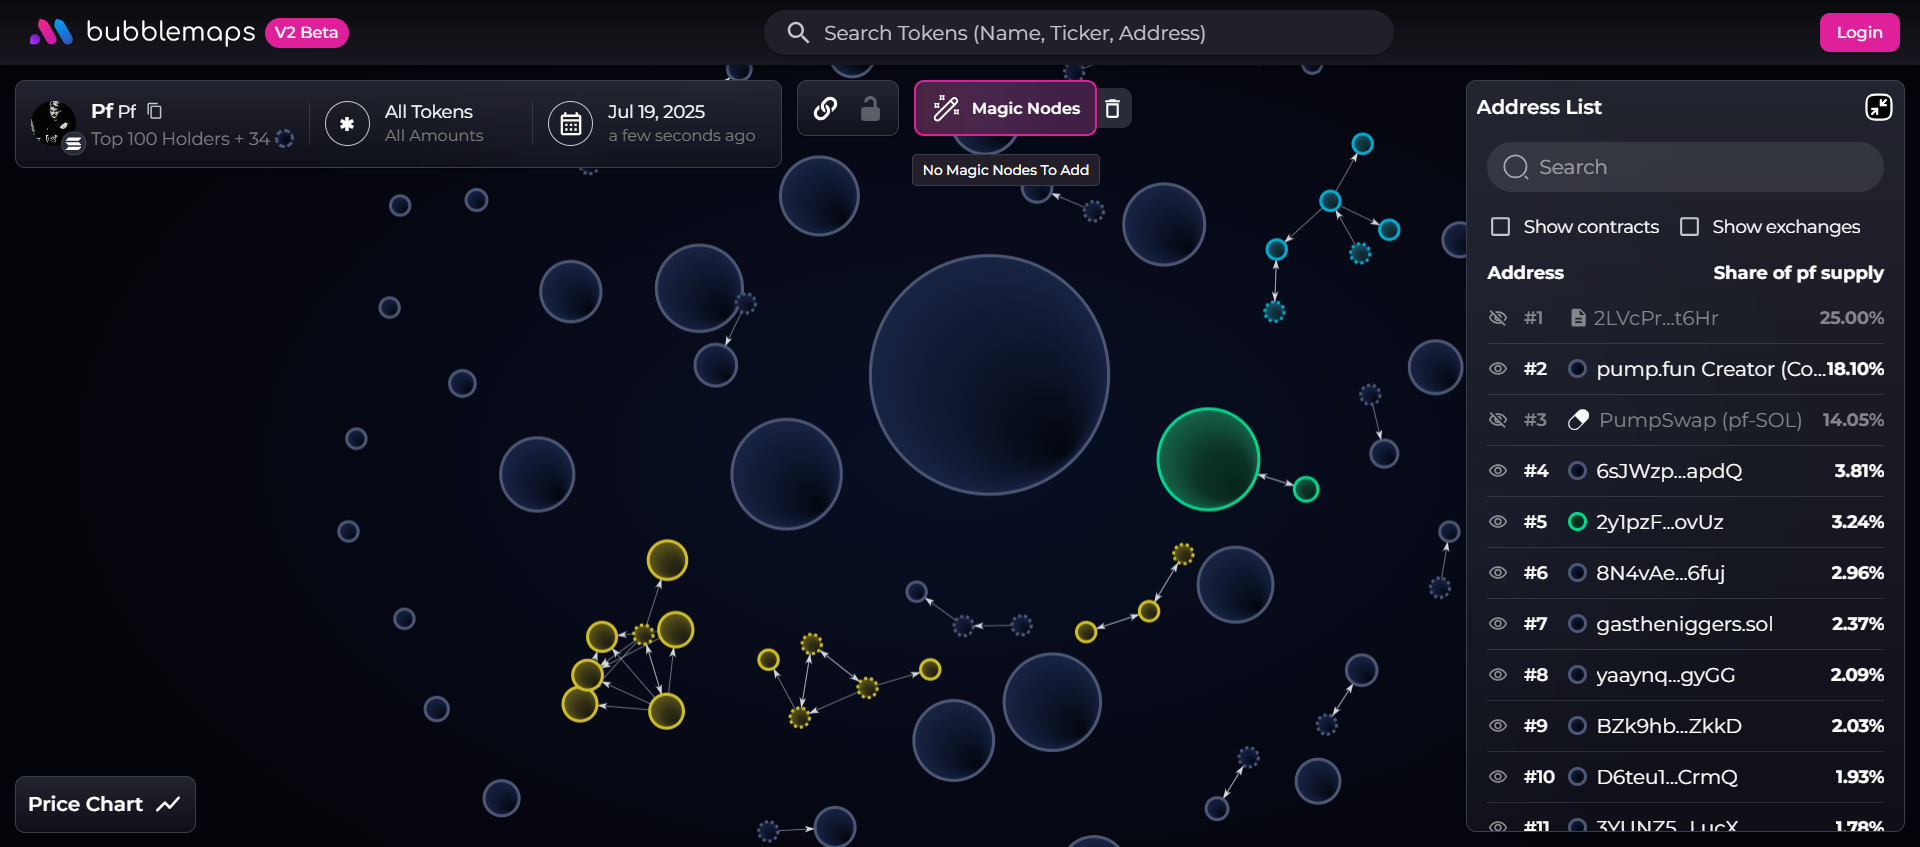 bubblemaps V2 Beta
Search Tokens (Name, Ticker, Address)
Login
Pf Pf
Top 100 Holders + 34
All Tokens
All Amounts
Jul 19, 2025
a few seconds ago
Magic Nodes
No Magic Nodes To Add
Address List
Search
Show contracts Show exchanges
Address Share of pf supply
#1 2LVcPr...t6Hr 25.00%
#2 pump.fun Creator (Co...18.10%
#3 PumpSwap (pf-SOL) 14.05%
#4 6sJWzp...apdQ 3.81%
#5 2y1pzF...ovUz 3.24%
#6 8N4vAe...6fuj 2.96%
#7 gastheniggers.sol 2.37%
#8 yaaynq...gyGG 2.09%
#9 BZk9hb...ZkkD 2.03%
#10 D6teu1...CrmQ 1.93%
#11 3YUNZ5...LucX 1.78%
Price Chart